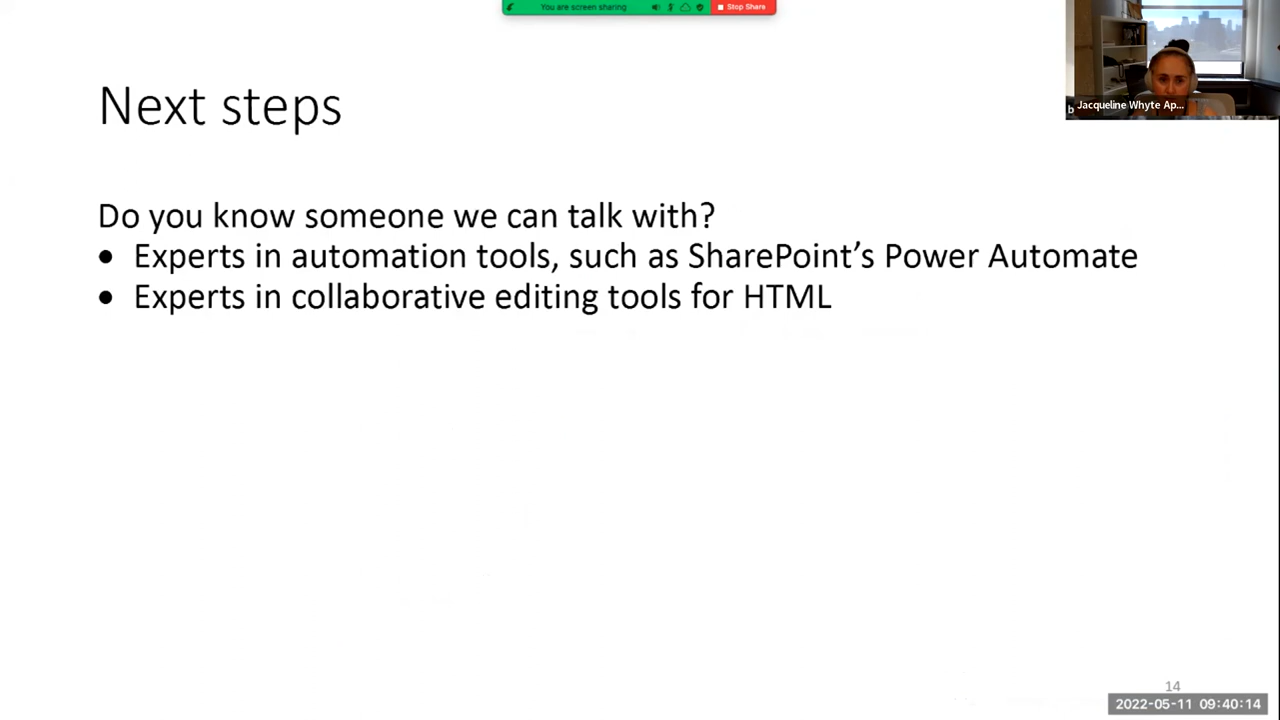 You are screen sharing
Stop Share
Jacqueline Whyte Ap...
Next steps
Do you know someone we can talk with?
• Experts in automation tools, such as SharePoint’s Power Automate
• Experts in collaborative editing tools for HTML
14
2022-05-11 09:40:14